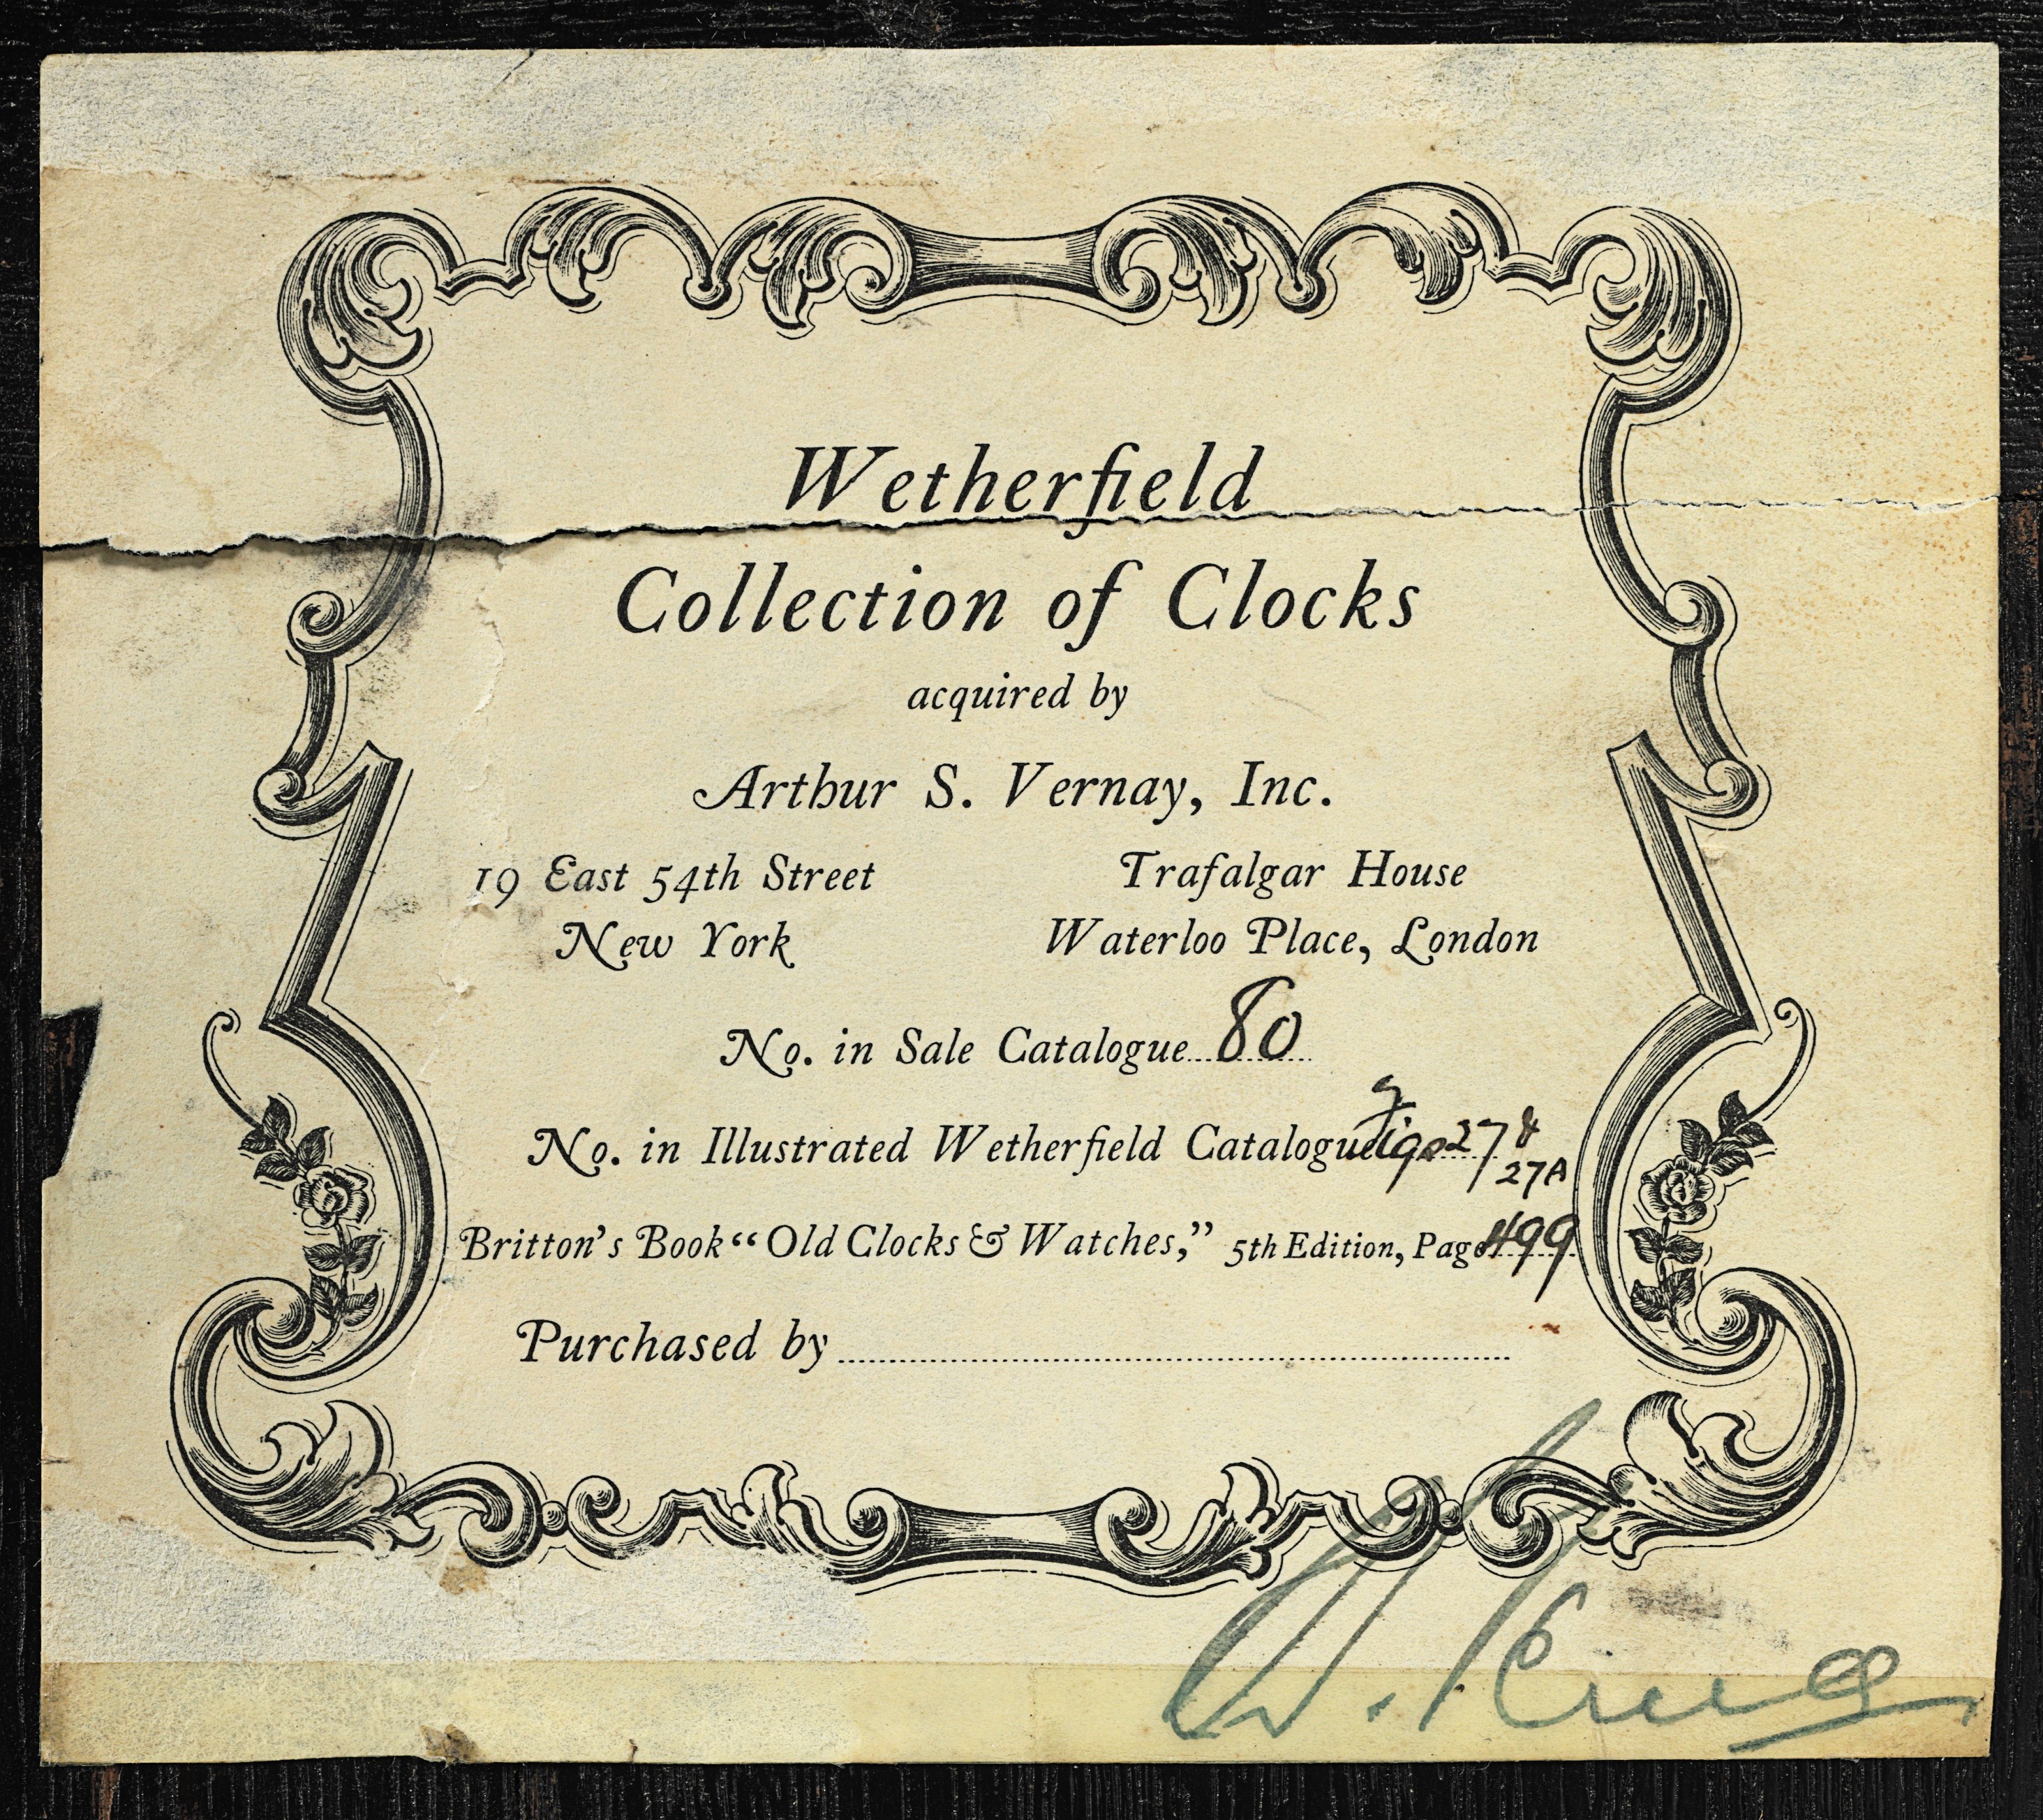 Wetherfield
Collection of Clocks
acquired by
Arthur S. Vernay, Inc.
19 East 54th Street
New York
Trafalgar House
Waterloo Place, London
No. in Sale Catalogue 80
No. in Illustrated Wetherfield Catalogue Figs 27 & 27A
Britton's Book “Old Clocks & Watches,” 5th Edition, Page 499
Purchased by